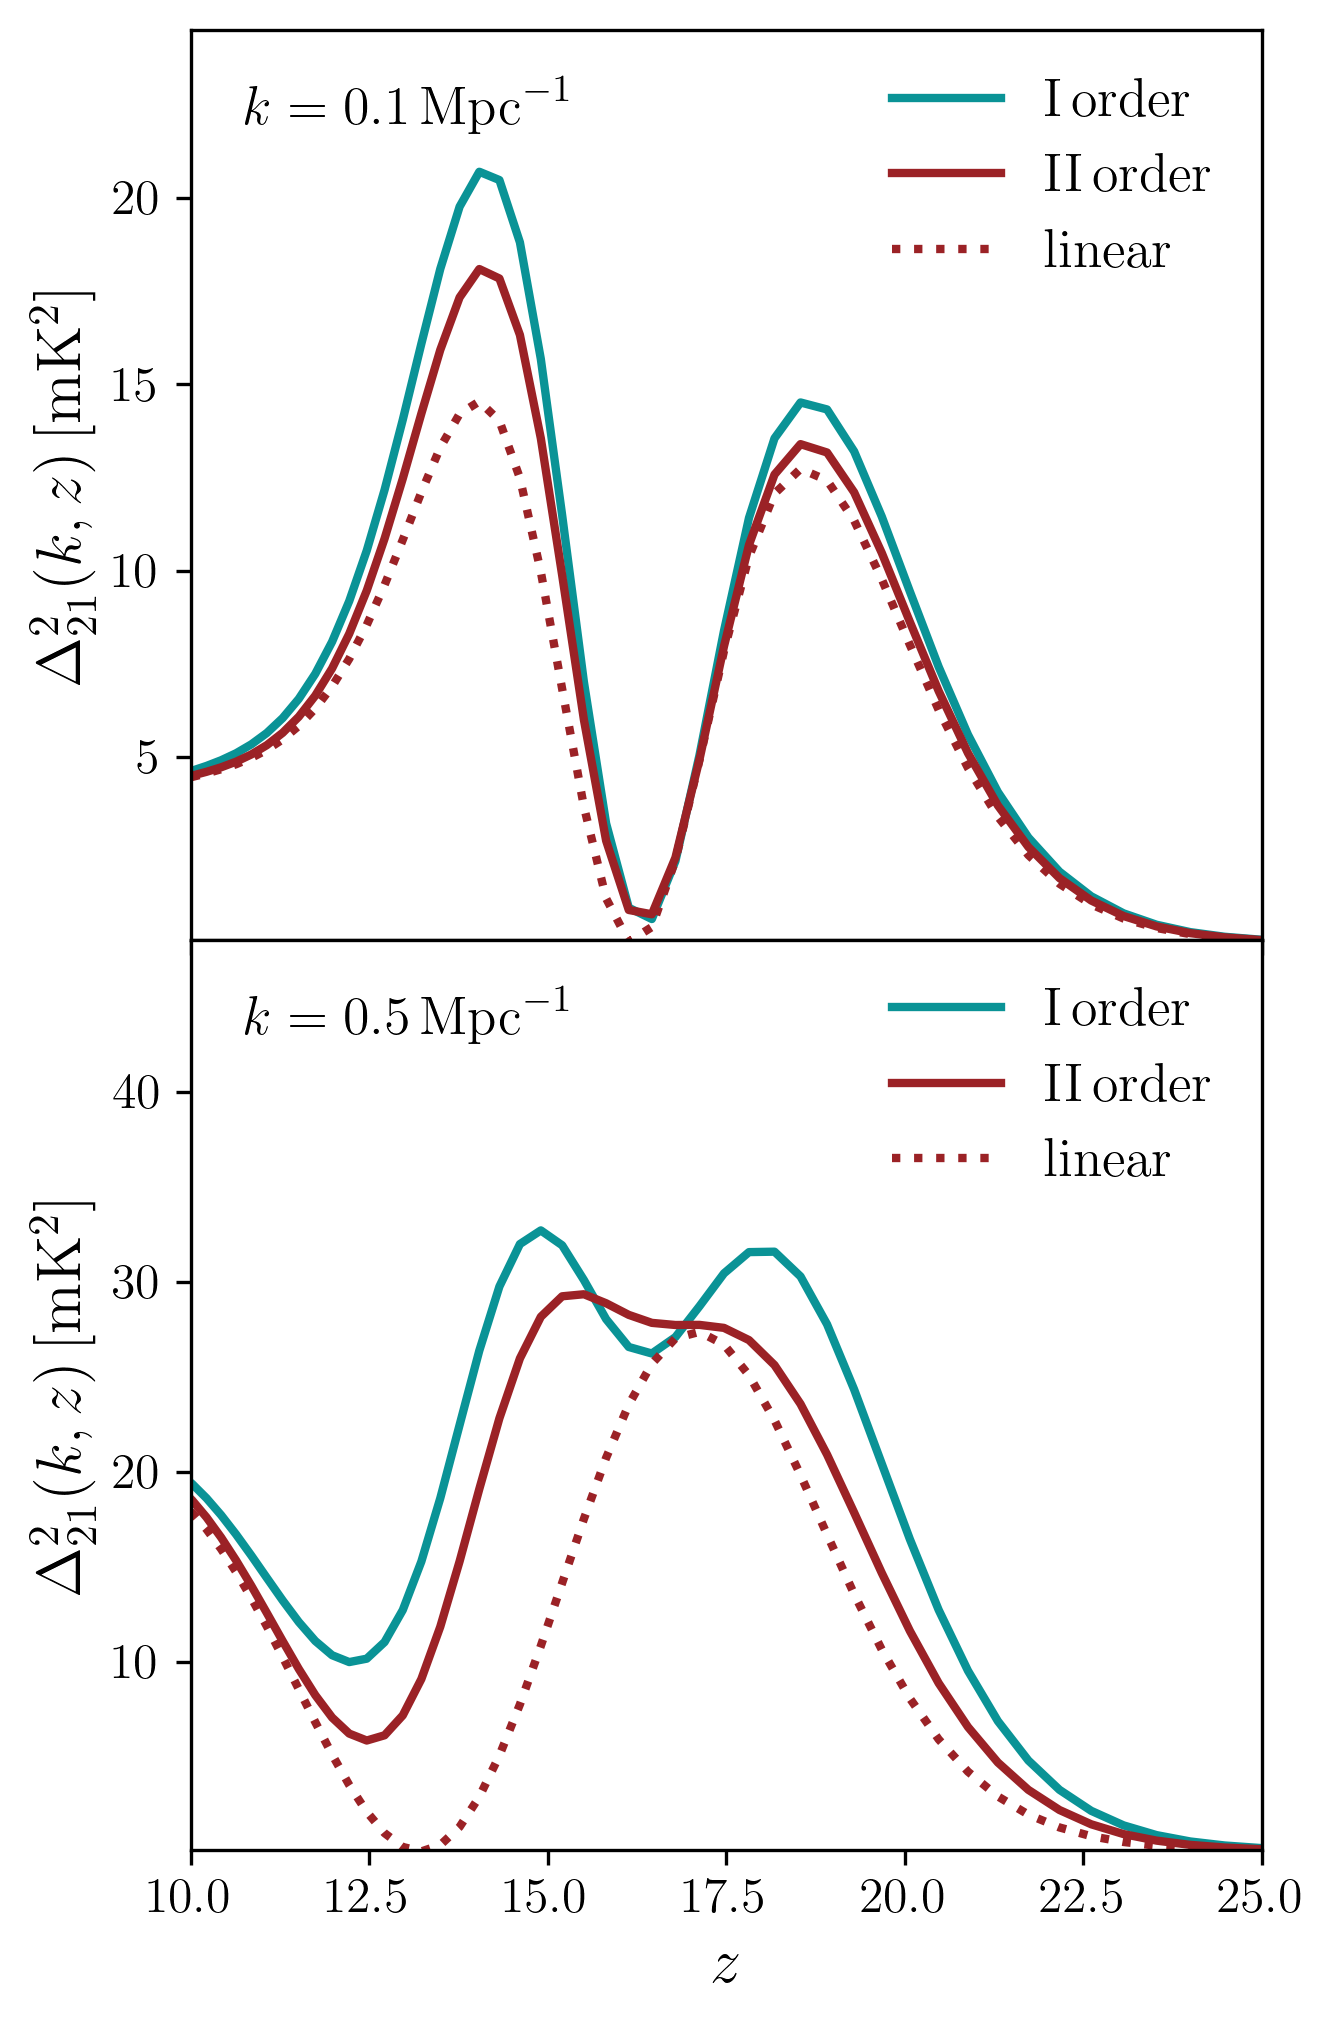 k = 0.1 Mpc⁻¹
I order
II order
linear
20
15
10
5
Δ²₂₁(k, z) [mK²]
k = 0.5 Mpc⁻¹
I order
II order
linear
40
30
20
10
Δ²₂₁(k, z) [mK²]
10.0 12.5 15.0 17.5 20.0 22.5 25.0
z